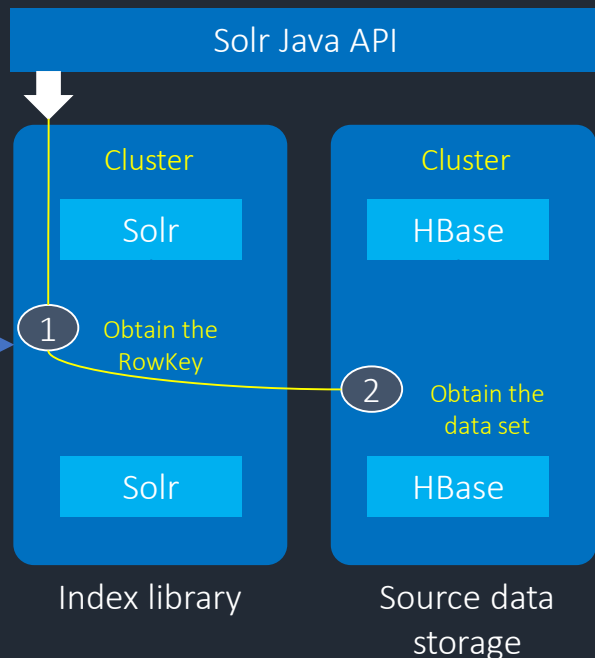 Solr Java API
Cluster
Solr
1
Obtain the
RowKey
Solr
Index library
Cluster
HBase
2
Obtain the
data set
HBase
Source data
storage